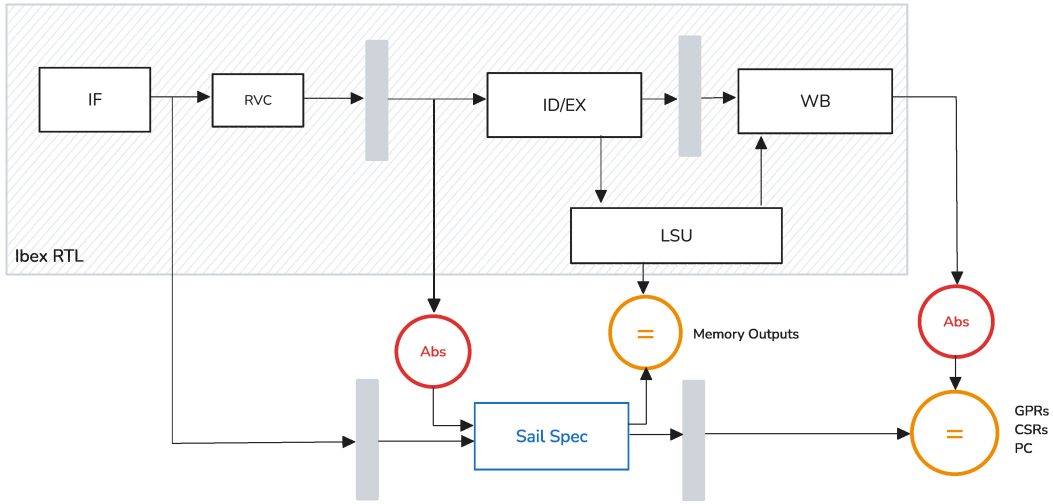 IF
RVC
ID/EX
WB
LSU
Ibex RTL
Abs
=
Memory Outputs
Abs
Sail Spec
=
GPRs
CSRs
PC